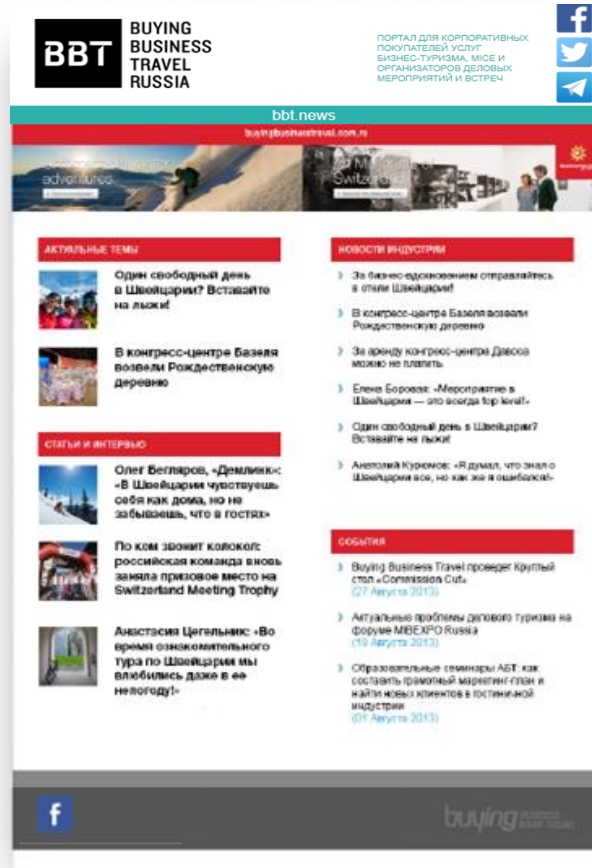 BBT
BUYING
BUSINESS
TRAVEL
RUSSIA
ПОРТАЛ ДЛЯ КОРПОРАТИВНЫХ
ПОКУПАТЕЛЕЙ УСЛУГ
БИЗНЕС-ТУРИЗМА, MICE И
ОРГАНИЗАТОРОВ ДЕЛОВЫХ
МЕРОПРИЯТИЙ И ВСТРЕЧ
bbt.news
buyingbusinesstravel.com.ru
adventures
Switzerland
АКТУАЛЬНЫЕ ТЕМЫ
Один свободный день
в Швейцарии? Вставайте
на лыжи!
В конгресс-центре Базеля
возвели Рождественскую
деревню
СТАТЬИ И ИНТЕРВЬЮ
Олег Бегляров, «Демлинк»:
«В Швейцарии чувствуешь
себя как дома, но не
забываешь, что в гостях»
По ком звонит колокол:
российская команда вновь
заняла призовое место на
Switzerland Meeting Trophy
Анастасия Цегельник: «Во
время ознакомительного
тура по Швейцарии мы
влюбились даже в ее
непогоду!»
НОВОСТИ ИНДУСТРИИ
За бизнес-вдохновением отправляйтесь
в отели Швейцарии!
В конгресс-центре Базеля возвели
Рождественскую деревню
За аренду конгресс-центра Давоса
можно не платить
Елена Боровая: «Мероприятие в
Швейцарии — это всегда top level!»
Один свободный день в Швейцарии?
Вставайте на лыжи!
Анатолий Курюмов: «Я думал, что знал о
Швейцарии все, но как же я ошибался!»
СОБЫТИЯ
Buying Business Travel проведет Круглый
стол «Commission Cut»
(27 Августа 2013)
Актуальные проблемы делового туризма на
форуме MIBEXPO Russia
(19 Августа 2013)
Образовательные семинары АБТ: как
составить грамотный маркетинг-план и
найти новых клиентов в гостиничной
индустрии
(01 Августа 2013)
buying